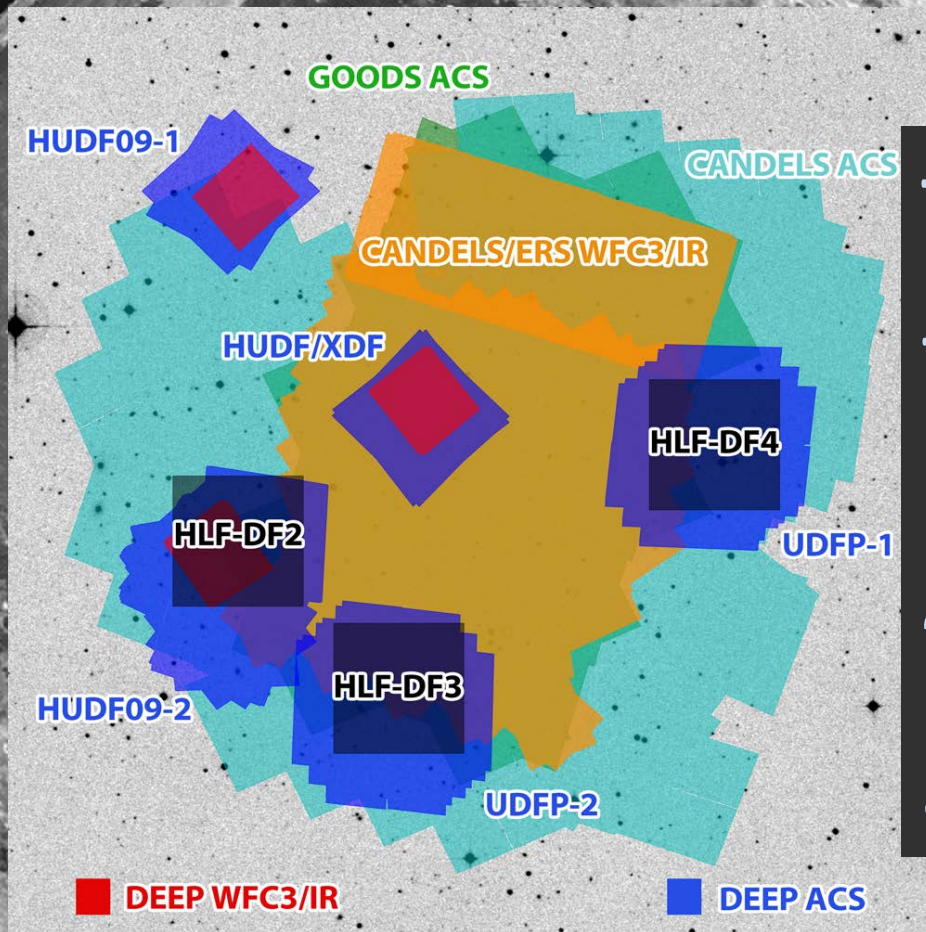 GOODS ACS
HUDF09-1
CANDELS ACS
CANDELS/ERS WFC3/IR
HUDF/XDF
HLF-DF4
HLF-DF2
UDFP-1
HLF-DF3
HUDF09-2
UDFP-2
DEEP WFC3/IR
DEEP ACS